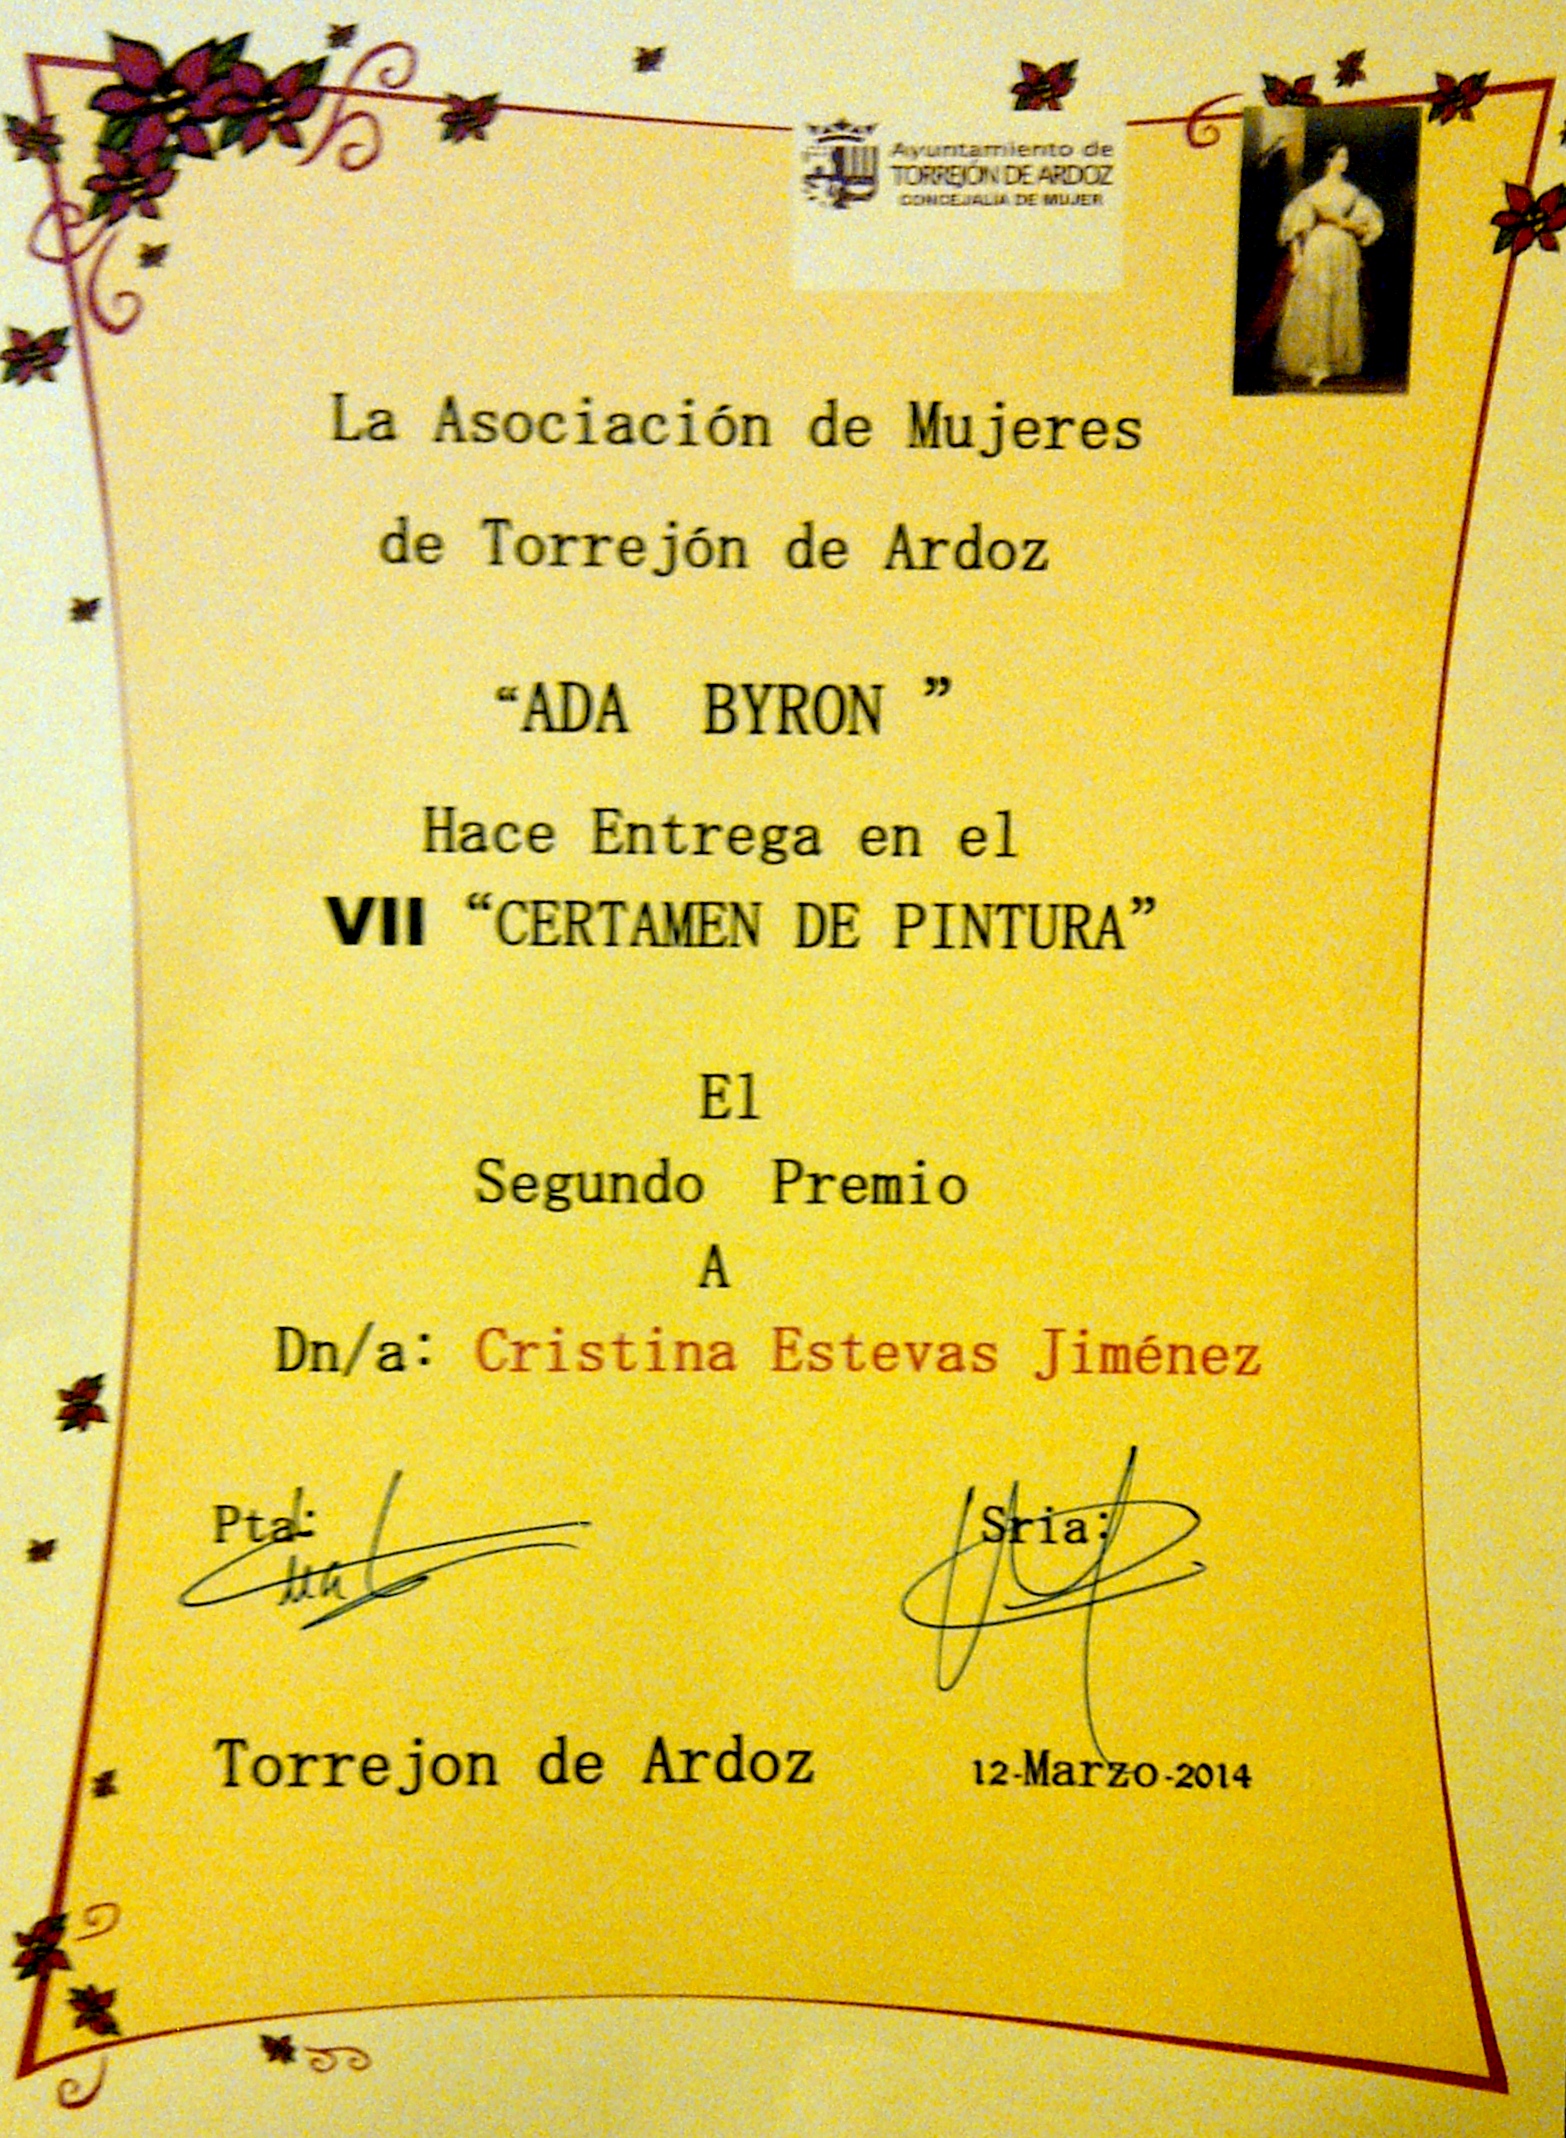 Ayuntamiento de
TORREJÓN DE ARDOZ
CONCEJALIA DE MUJER
La Asociación de Mujeres
de Torrejón de Ardoz
“ADA BYRON ”
Hace Entrega en el
VII “CERTAMEN DE PINTURA”
El
Segundo Premio
A
Dn/a: Cristina Estevas Jiménez
Pta: Sria:
Torrejon de Ardoz 12-Marzo-2014